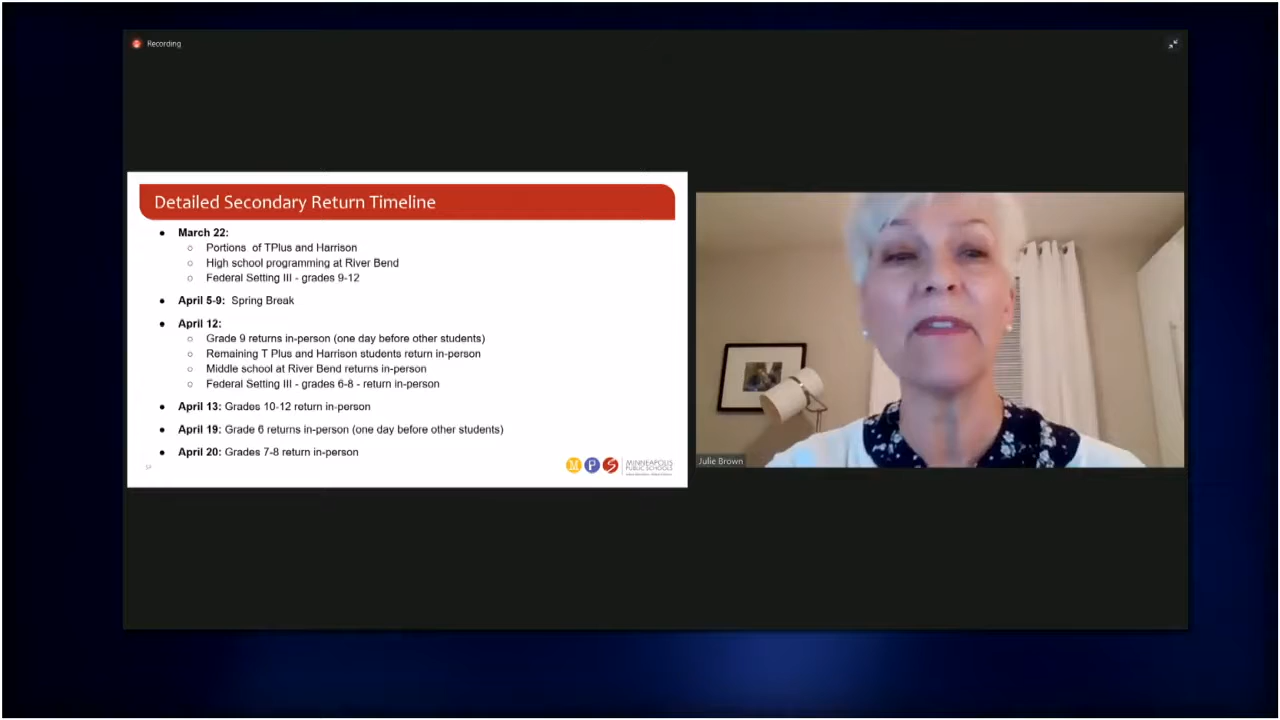 Recording
Detailed Secondary Return Timeline
● March 22:
○ Portions of TPlus and Harrison
○ High school programming at River Bend
○ Federal Setting III - grades 9-12
● April 5-9: Spring Break
● April 12:
○ Grade 9 returns in-person (one day before other students)
○ Remaining T Plus and Harrison students return in-person
○ Middle school at River Bend returns in-person
○ Federal Setting III - grades 6-8 - return in-person
● April 13: Grades 10-12 return in-person
● April 19: Grade 6 returns in-person (one day before other students)
● April 20: Grades 7-8 return in-person
M P S
MINNEAPOLIS
PUBLIC SCHOOLS
Julie Brown